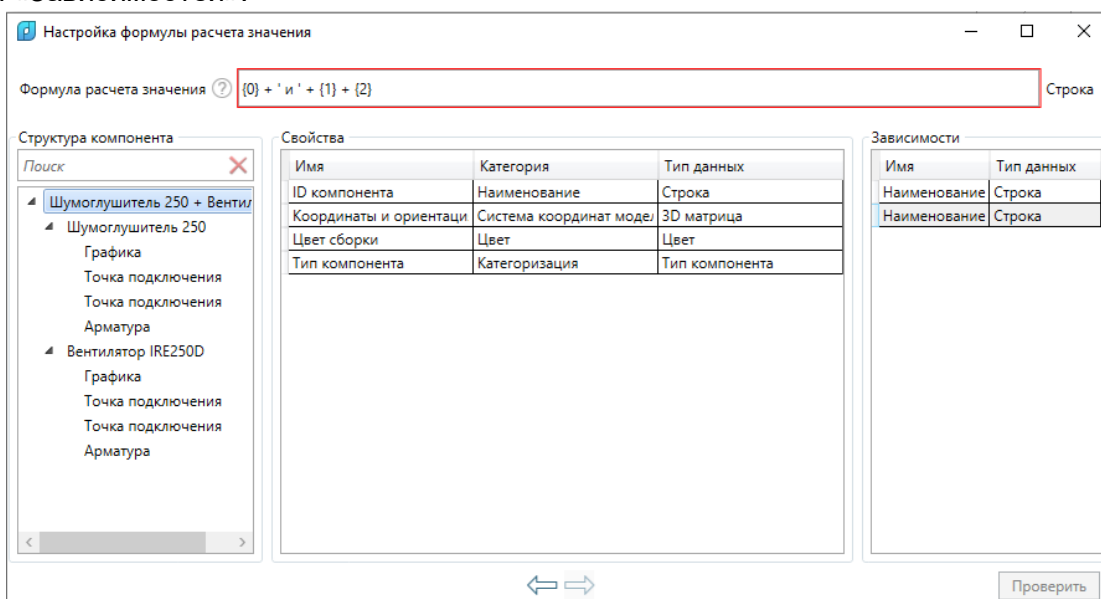 Настройка формулы расчета значения
Формула расчета значения ? {0} + ' и ' + {1} + {2} Строка
Структура компонента Свойства Зависимости
Поиск Имя Категория Тип данных Имя Тип данных
ID компонента Наименование Строка Наименование Строка
Шумоглушитель 250 + Вентил Координаты и ориентаци Система координат модел 3D матрица Наименование Строка
Шумоглушитель 250 Цвет сборки Цвет Цвет
Графика Тип компонента Категоризация Тип компонента
Точка подключения
Точка подключения
Арматура
Вентилятор IRE250D
Графика
Точка подключения
Точка подключения
Арматура
Проверить